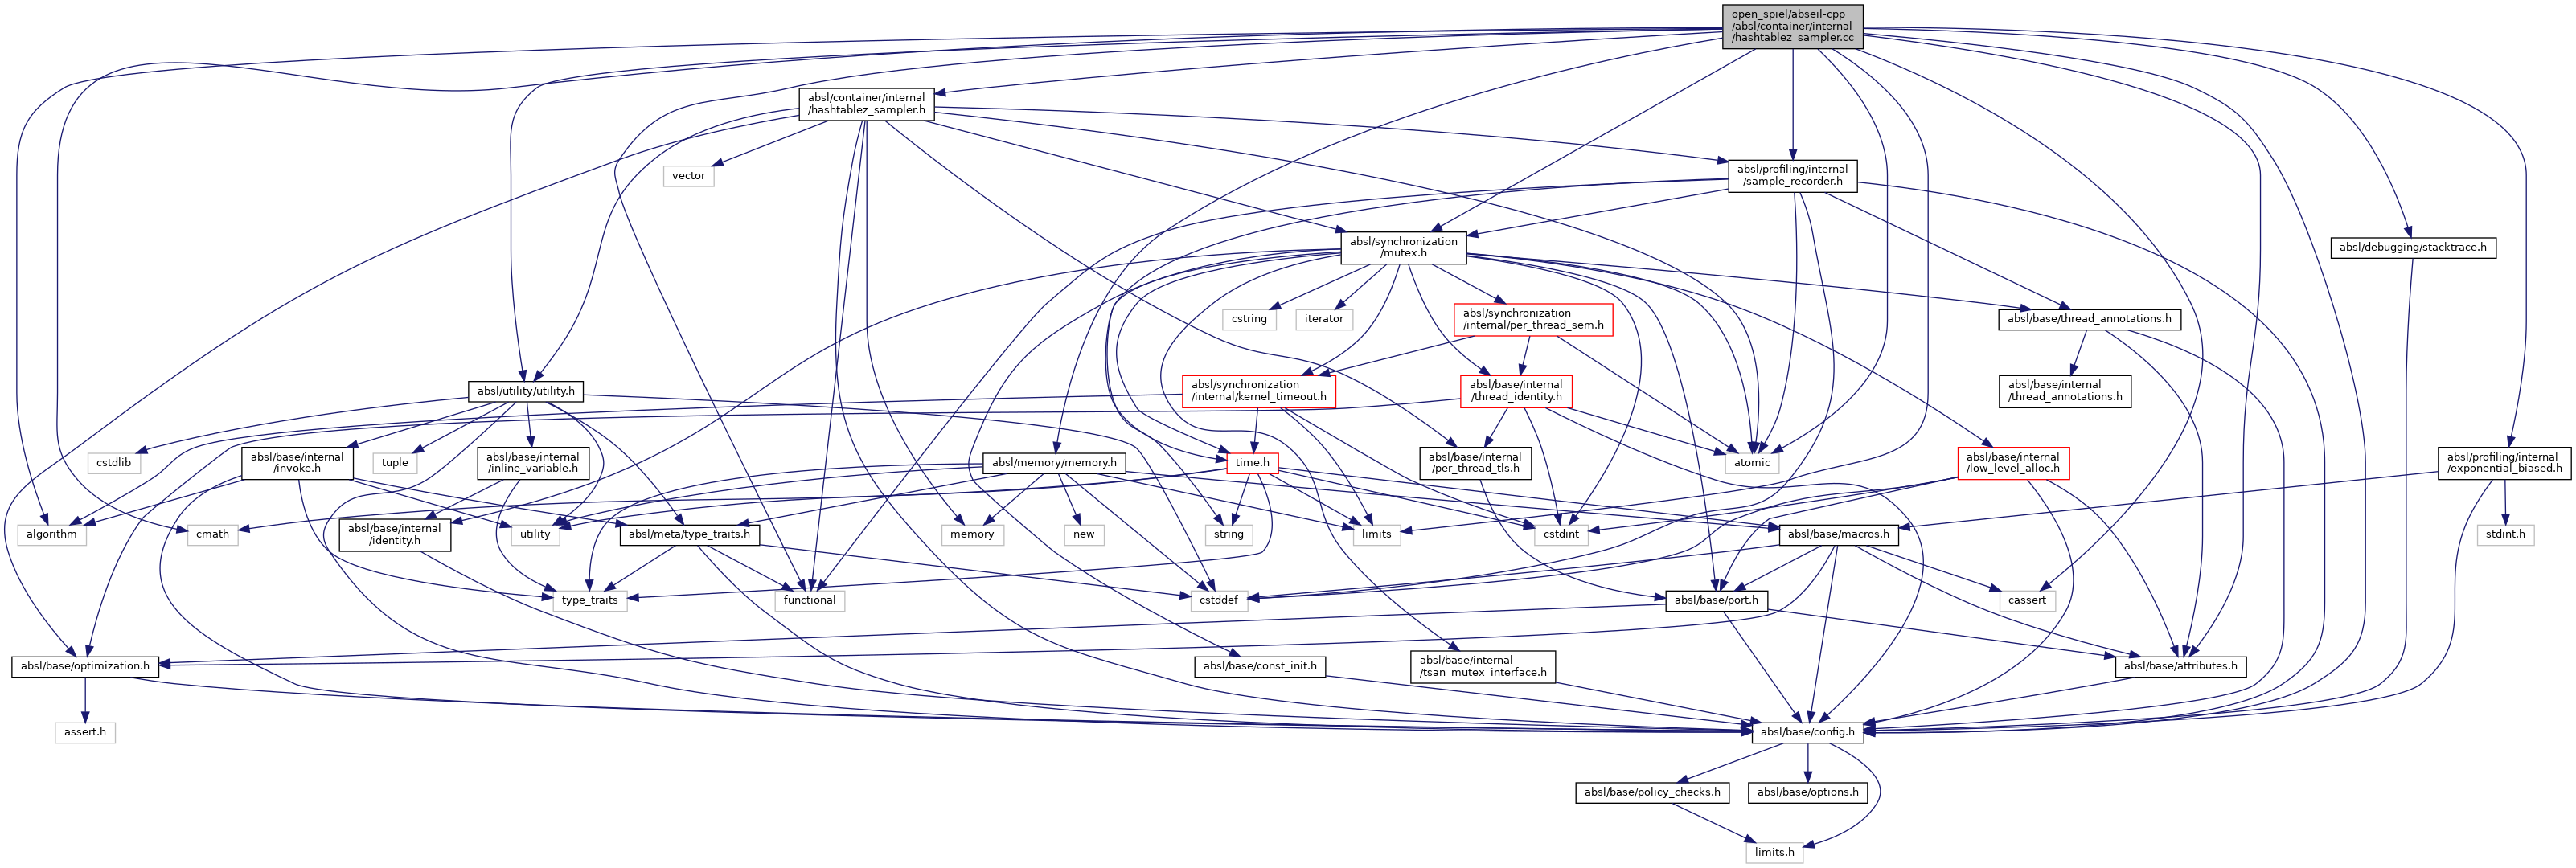 open_spiel/abseil-cpp
/absl/container/internal
/hashtablez_sampler.cc
absl/container/internal
/hashtablez_sampler.h
vector
absl/profiling/internal
/sample_recorder.h
absl/synchronization
/mutex.h
absl/debugging/stacktrace.h
cstring
iterator
absl/synchronization
/internal/per_thread_sem.h
absl/base/thread_annotations.h
absl/utility/utility.h
absl/synchronization
/internal/kernel_timeout.h
absl/base/internal
/thread_identity.h
absl/base/internal
/thread_annotations.h
cstdlib
absl/base/internal
/invoke.h
tuple
absl/base/internal
/inline_variable.h
absl/memory/memory.h
time.h
absl/base/internal
/per_thread_tls.h
atomic
absl/base/internal
/low_level_alloc.h
absl/profiling/internal
/exponential_biased.h
algorithm
cmath
absl/base/internal
/identity.h
utility
absl/meta/type_traits.h
memory
new
string
limits
cstdint
absl/base/macros.h
stdint.h
type_traits
functional
cstddef
absl/base/port.h
cassert
absl/base/optimization.h
absl/base/const_init.h
absl/base/internal
/tsan_mutex_interface.h
absl/base/attributes.h
assert.h
absl/base/config.h
absl/base/policy_checks.h
absl/base/options.h
limits.h